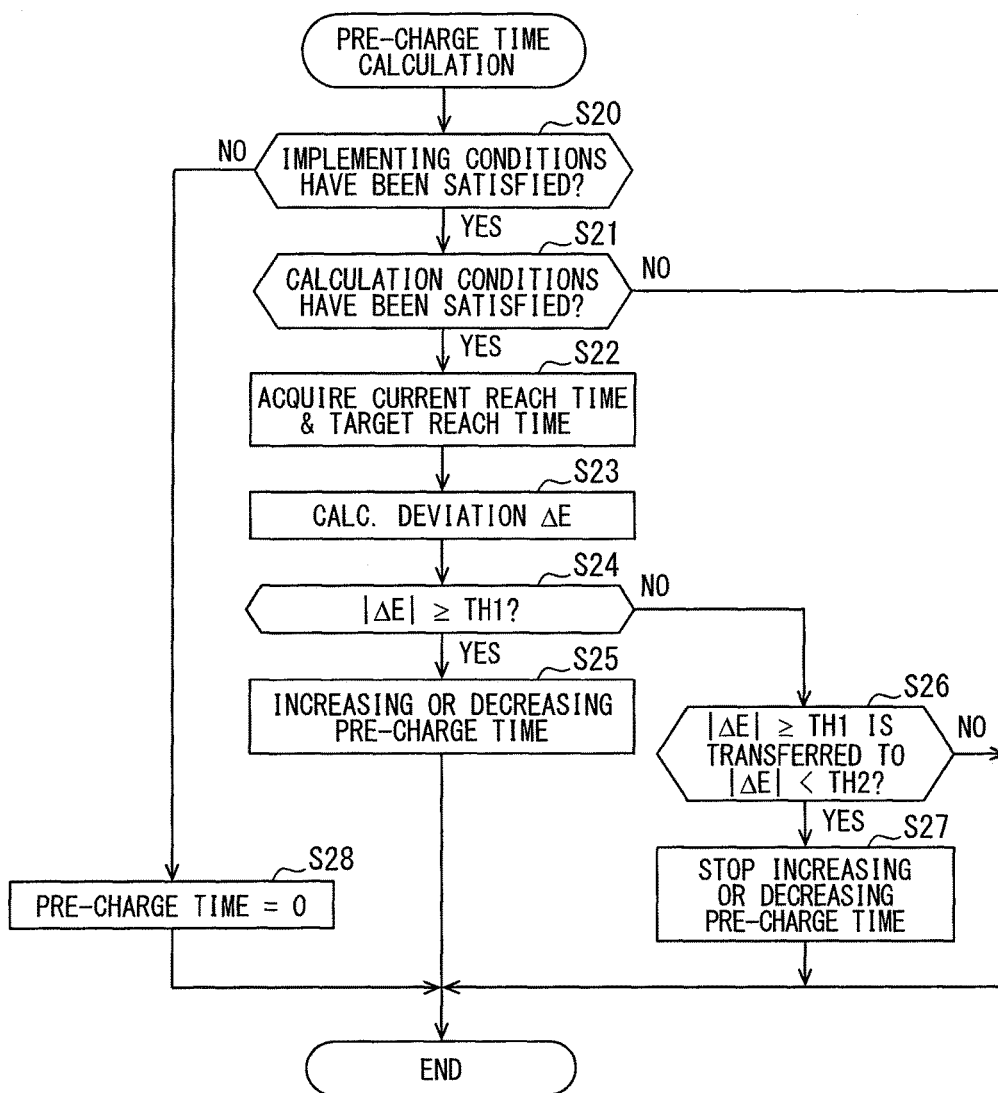 PRE-CHARGE TIME
CALCULATION
S20
NO
IMPLEMENTING CONDITIONS
HAVE BEEN SATISFIED?
YES
S21
CALCULATION CONDITIONS
HAVE BEEN SATISFIED?
NO
YES
S22
ACQUIRE CURRENT REACH TIME
& TARGET REACH TIME
S23
CALC. DEVIATION ΔE
S24
|ΔE| ≥ TH1?
NO
YES
S25
INCREASING OR DECREASING
PRE-CHARGE TIME
S26
|ΔE| ≥ TH1 IS
TRANSFERRED TO
|ΔE| < TH2?
NO
YES
S27
STOP INCREASING
OR DECREASING
PRE-CHARGE TIME
S28
PRE-CHARGE TIME = 0
END